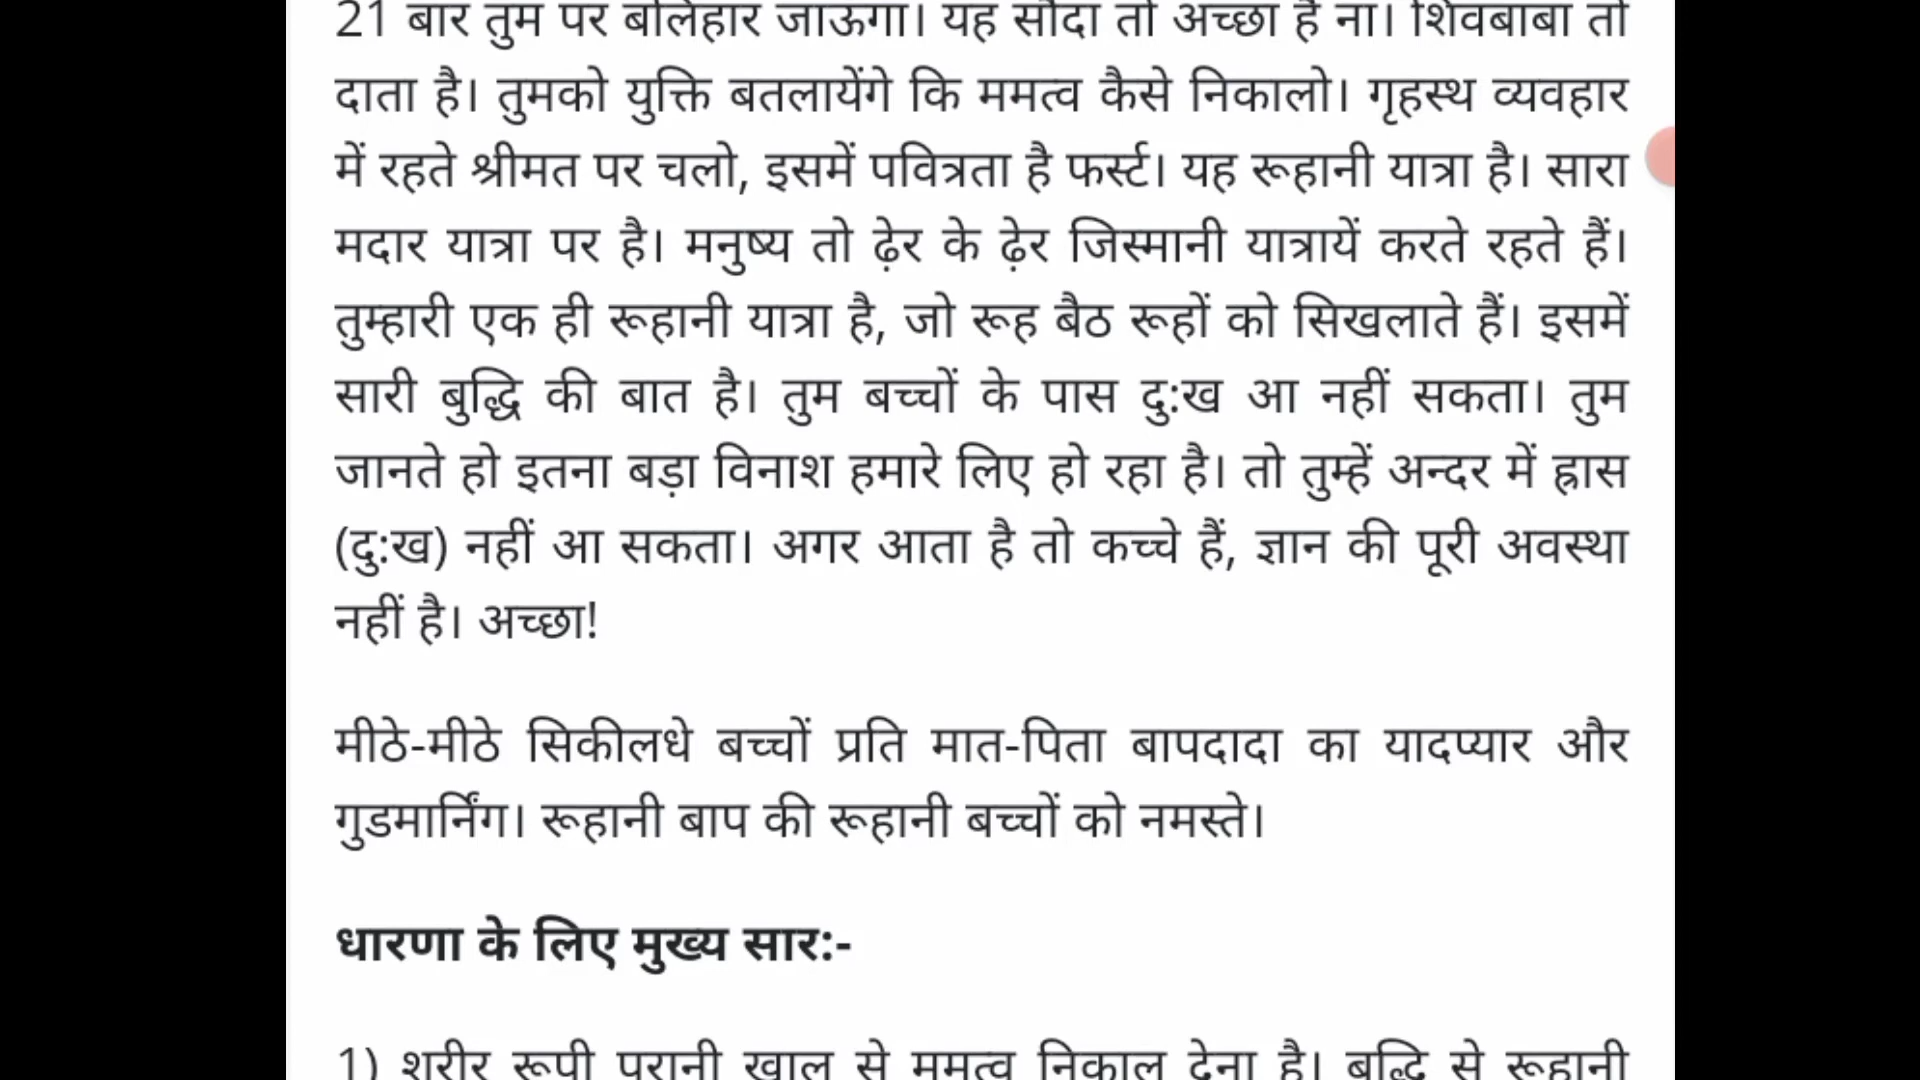 21 बार तुम पर बलिहार जाऊंगा। यह सौदा तो अच्छा है ना। शिवबाबा तो
दाता है। तुमको युक्ति बतलायेंगे कि ममत्व कैसे निकालो। गृहस्थ व्यवहार
में रहते श्रीमत पर चलो, इसमें पवित्रता है फर्स्ट। यह रूहानी यात्रा है। सारा
मदार यात्रा पर है। मनुष्य तो ढ़ेर के ढ़ेर जिस्मानी यात्रायें करते रहते हैं।
तुम्हारी एक ही रूहानी यात्रा है, जो रूह बैठ रूहों को सिखलाते हैं। इसमें
सारी बुद्धि की बात है। तुम बच्चों के पास दु:ख आ नहीं सकता। तुम
जानते हो इतना बड़ा विनाश हमारे लिए हो रहा है। तो तुम्हें अन्दर में ह्रास
(दु:ख) नहीं आ सकता। अगर आता है तो कच्चे हैं, ज्ञान की पूरी अवस्था
नहीं है। अच्छा!
मीठे-मीठे सिकीलधे बच्चों प्रति मात-पिता बापदादा का यादप्यार और
गुडमार्निंग। रूहानी बाप की रूहानी बच्चों को नमस्ते।
धारणा के लिए मुख्य सार:-
1) शरीर रूपी पुरानी खाल से ममत्व निकाल देना है। बुद्धि से रूहानी